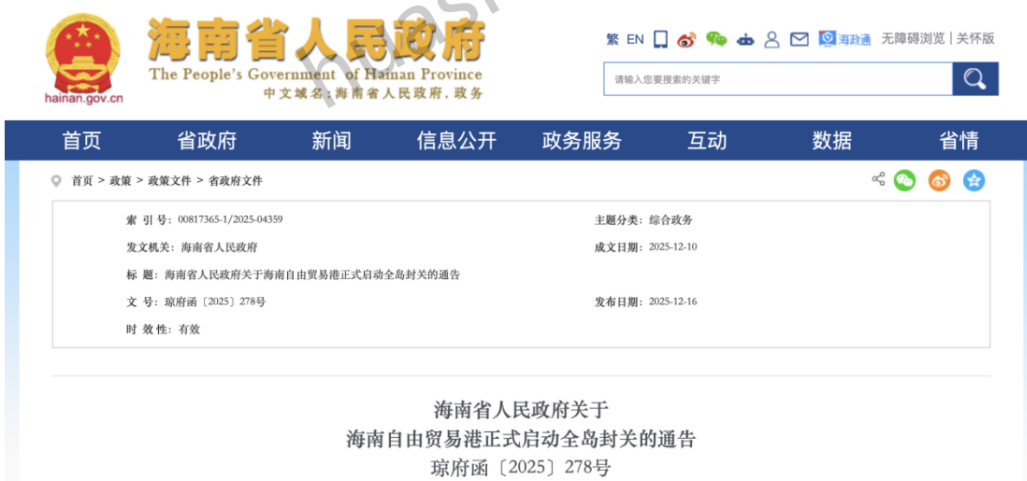 海南省人民政府
The People's Government of Hainan Province
中文域名:海南省人民政府.政务
hainan.gov.cn
繁 EN 海政通 无障碍浏览 | 关怀版
请输入您要搜索的关键字
首页 省政府 新闻 信息公开 政务服务 互动 数据 省情
首页 > 政策 > 政策文件 > 省政府文件
索 引 号: 00817365-1/2025-04359 主题分类: 综合政务
发文机关: 海南省人民政府 成文日期: 2025-12-10
标 题: 海南省人民政府关于海南自由贸易港正式启动全岛封关的通告
文 号: 琼府函〔2025〕278号 发布日期: 2025-12-16
时 效 性: 有效
海南省人民政府关于
海南自由贸易港正式启动全岛封关的通告
琼府函〔2025〕278号